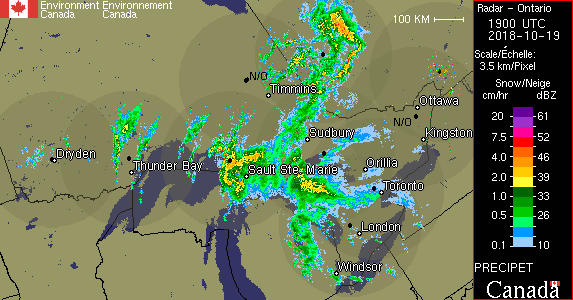 Environment Environnement
Canada Canada
100 KM
N/O
Timmins
Ottawa
N/O
Sudbury
Kingston
Dryden
Thunder Bay
Sault Ste. Marie
Orillia
Toronto
London
Windsor
Radar - Ontario
1900 UTC
2018-10-19
Scale/Échelle:
3.5 km/Pixel
Snow/Neige
cm/hr dBZ
20 61
7.5 52
4.0 46
2.0 39
1.0 33
0.5 26
0.1 10
PRECIPET
Canada